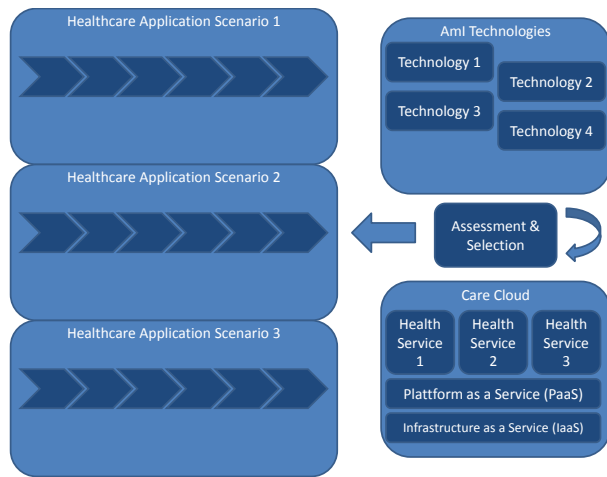 Healthcare Application Scenario 1
Healthcare Application Scenario 2
Healthcare Application Scenario 3
AmI Technologies
Technology 1
Technology 2
Technology 3
Technology 4
Assessment &
Selection
Care Cloud
Health
Service
1
Health
Service
2
Health
Service
3
Plattform as a Service (PaaS)
Infrastructure as a Service (IaaS)